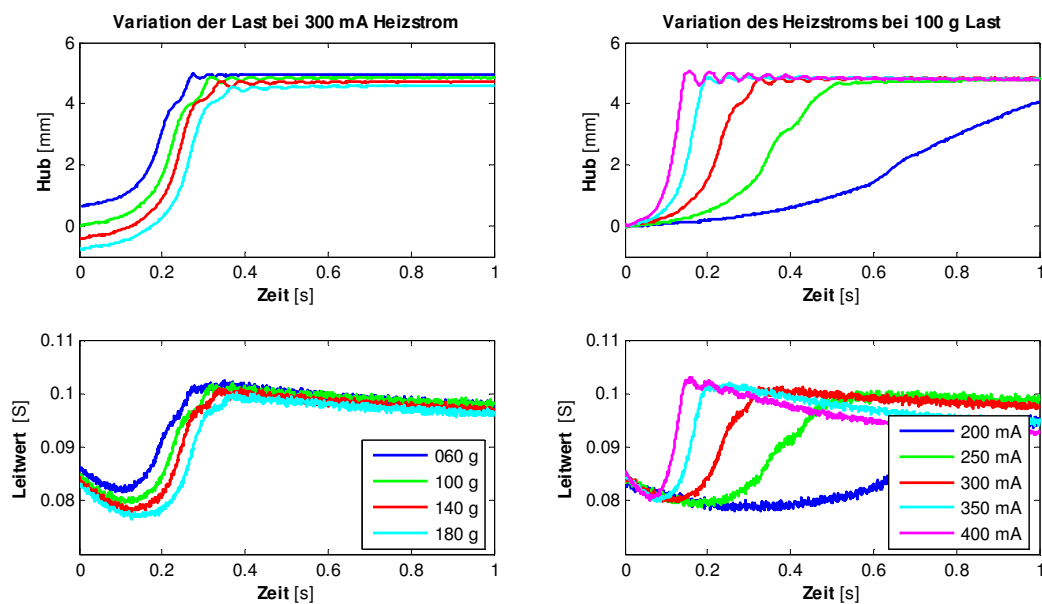 Variation der Last bei 300 mA Heizstrom
6
4
2
0
Hub [mm]
0 0.2 0.4 0.6 0.8 1
Zeit [s]
Variation des Heizstroms bei 100 g Last
6
4
2
0
Hub [mm]
0 0.2 0.4 0.6 0.8 1
Zeit [s]
0.11
0.1
0.09
0.08
Leitwert [S]
060 g
100 g
140 g
180 g
0 0.2 0.4 0.6 0.8 1
Zeit [s]
0.11
0.1
0.09
0.08
Leitwert [S]
200 mA
250 mA
300 mA
350 mA
400 mA
0 0.2 0.4 0.6 0.8 1
Zeit [s]